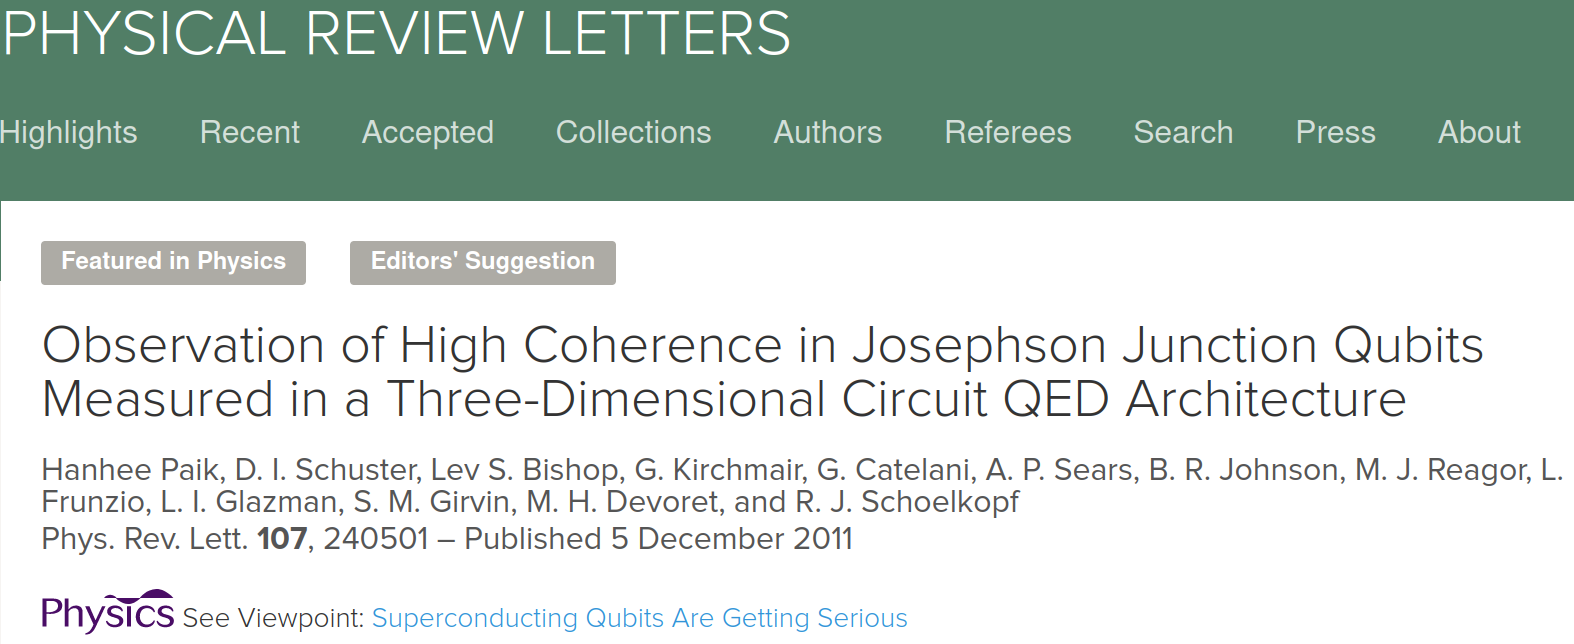 PHYSICAL REVIEW LETTERS
Highlights Recent Accepted Collections Authors Referees Search Press About
Featured in Physics Editors' Suggestion
Observation of High Coherence in Josephson Junction Qubits
Measured in a Three-Dimensional Circuit QED Architecture
Hanhee Paik, D. I. Schuster, Lev S. Bishop, G. Kirchmair, G. Catelani, A. P. Sears, B. R. Johnson, M. J. Reagor, L.
Frunzio, L. I. Glazman, S. M. Girvin, M. H. Devoret, and R. J. Schoelkopf
Phys. Rev. Lett. 107, 240501 – Published 5 December 2011
Physics See Viewpoint: Superconducting Qubits Are Getting Serious